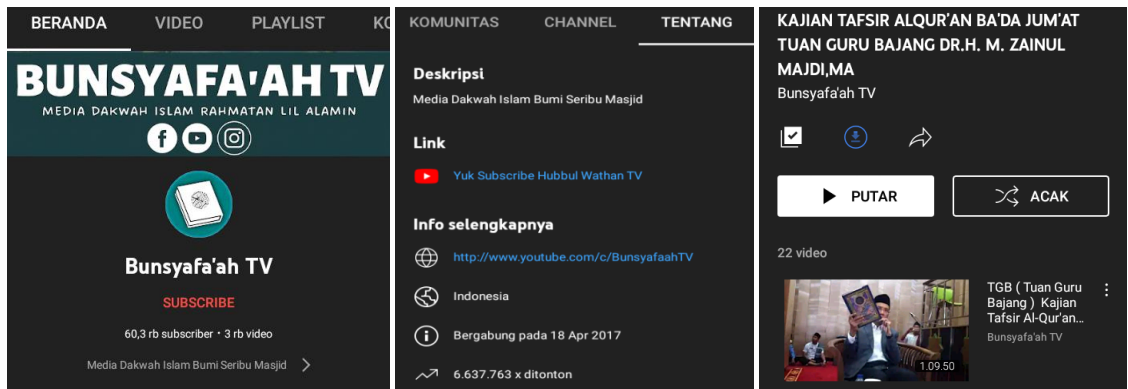 BERANDA VIDEO PLAYLIST
BUNSYAFA'AH TV
MEDIA DAKWAH ISLAM RAHMATAN LIL ALAMIN
Bunsyafa'ah TV
SUBSCRIBE
60,3 rb subscriber • 3 rb video
Media Dakwah Islam Bumi Seribu Masjid
KOMUNITAS CHANNEL TENTANG
Deskripsi
Media Dakwah Islam Bumi Seribu Masjid
Link
Yuk Subscribe Hubbul Wathan TV
Info selengkapnya
http://www.youtube.com/c/BunsyafaahTV
Indonesia
Bergabung pada 18 Apr 2017
6.637.763 x ditonton
KAJIAN TAFSIR ALQUR'AN BA'DA JUM'AT
TUAN GURU BAJANG DR.H. M. ZAINUL
MAJDI,MA
Bunsyafa'ah TV
PUTAR
ACAK
22 video
TGB ( Tuan Guru
Bajang ) Kajian
Tafsir Al-Qur'an...
Bunsyafa'ah TV
1.09.50